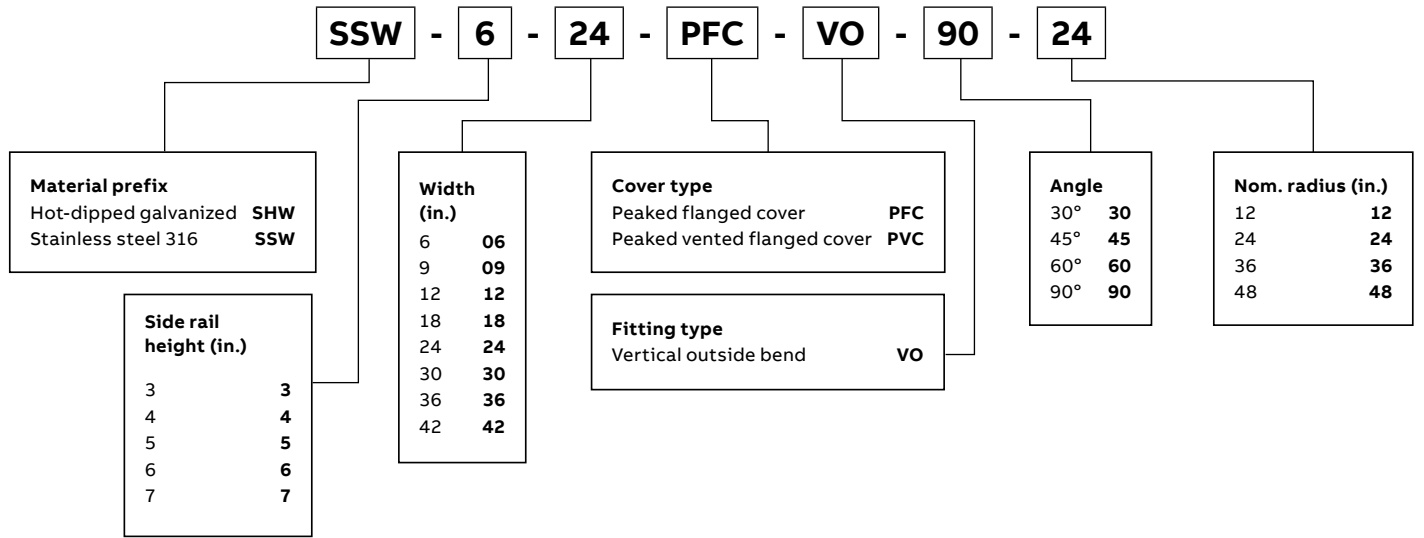 SSW - 6 - 24 - PFC - VO - 90 - 24
Material prefix
Hot-dipped galvanized SHW
Stainless steel 316 SSW
Side rail
height (in.)
3 3
4 4
5 5
6 6
7 7
Width
(in.)
6 06
9 09
12 12
18 18
24 24
30 30
36 36
42 42
Cover type
Peaked flanged cover PFC
Peaked vented flanged cover PVC
Fitting type
Vertical outside bend VO
Angle
30° 30
45° 45
60° 60
90° 90
Nom. radius (in.)
12 12
24 24
36 36
48 48